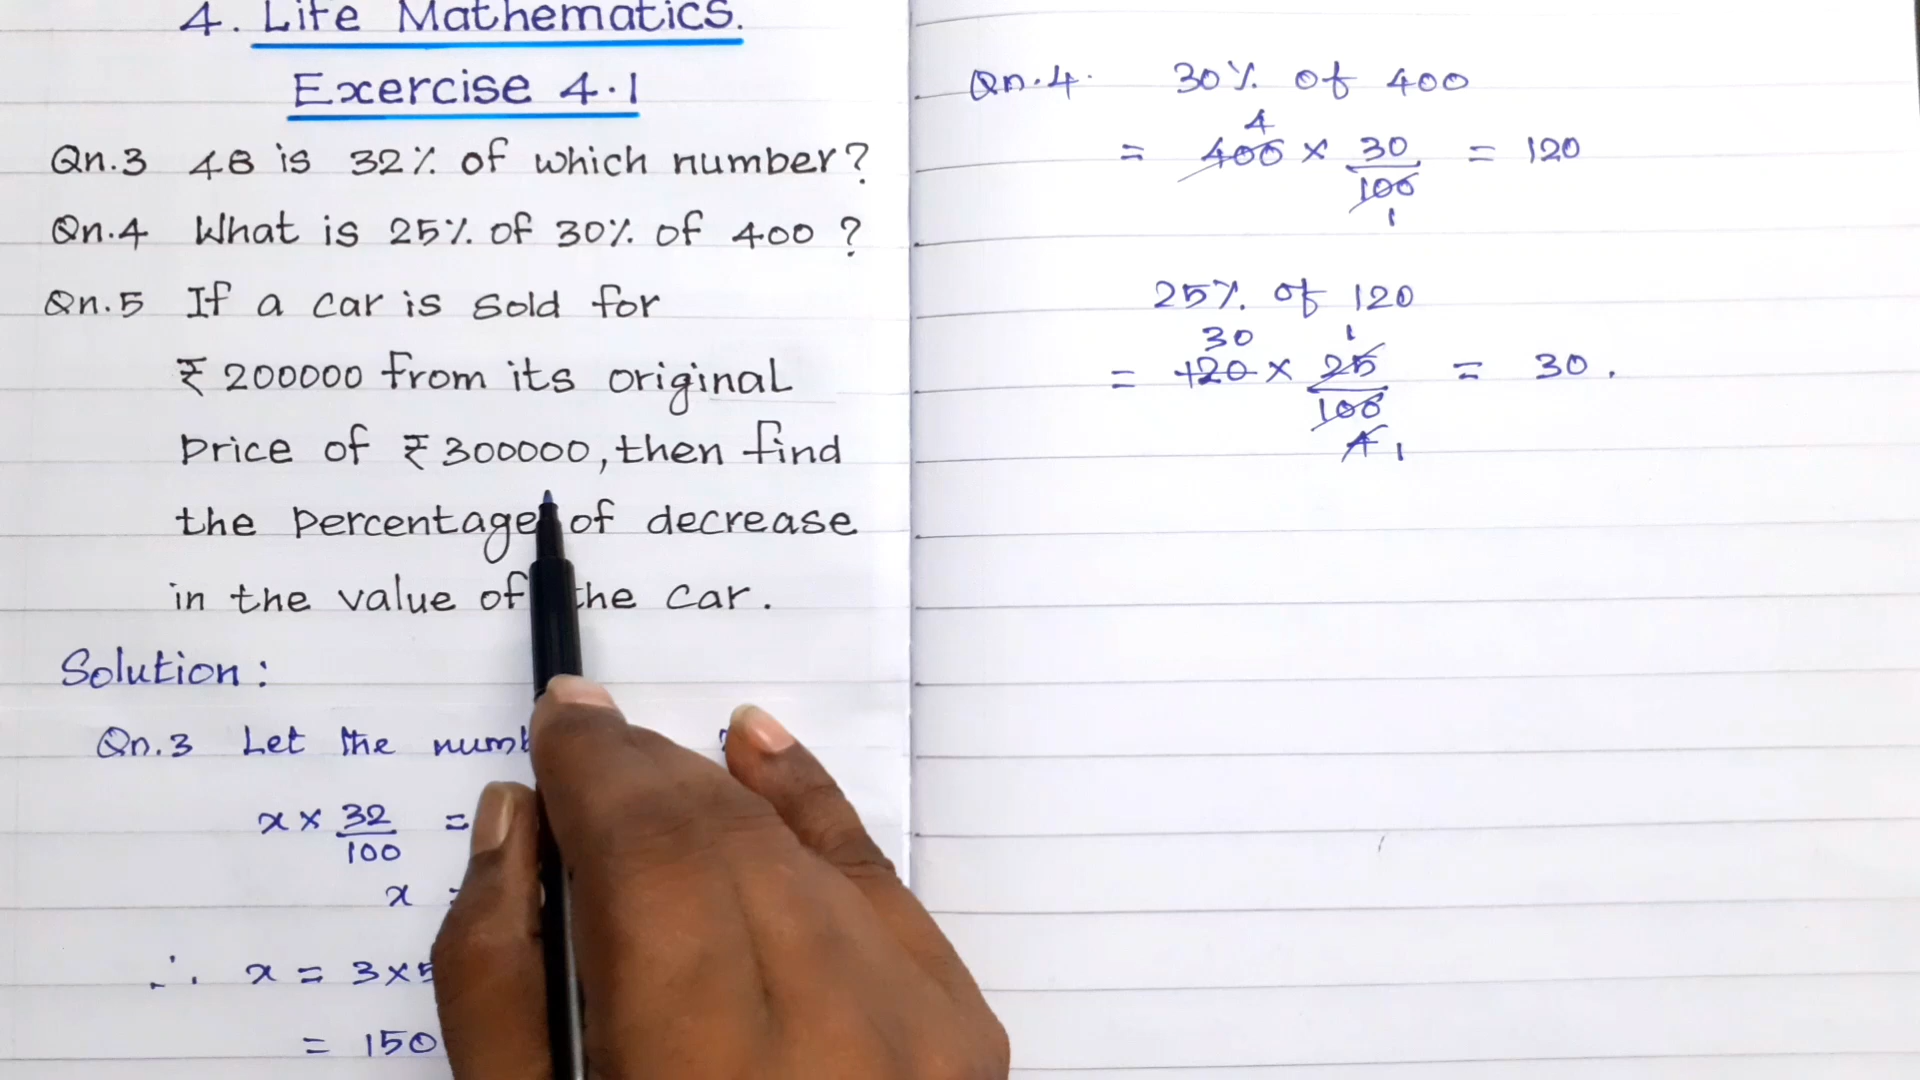 4. Life Mathematics.
Exercise 4.1
Qn.3 48 is 32% of which number?
Qn.4 What is 25% of 30% of 400 ?
Qn.5 If a car is sold for
₹ 200000 from its original
price of ₹ 300000, then find
the percentage of decrease
in the value of the car.
Solution :
Qn.3 Let the
x × 32/100 =
x =
∴ x = 3×5
= 150
Qn.4. 30% of 400
4
= 400 × 30/100 = 120
1
25% of 120
30 1
= 120 × 25/100 = 30.
4 1